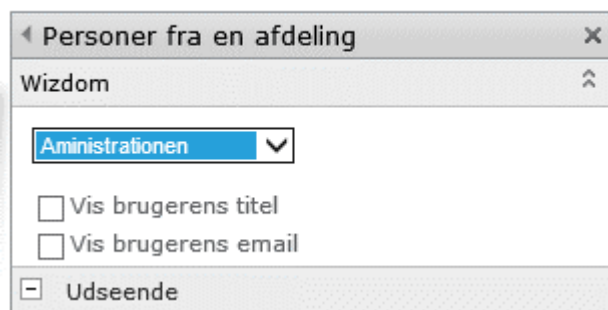 Personer fra en afdeling
Wizdom
Aministrationen
Vis brugerens titel
Vis brugerens email
Udseende